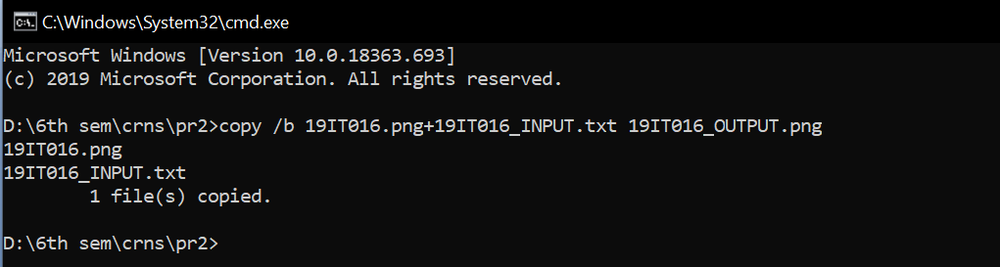 C:\Windows\System32\cmd.exe
Microsoft Windows [Version 10.0.18363.693]
(c) 2019 Microsoft Corporation. All rights reserved.
D:\6th sem\crns\pr2>copy /b 19IT016.png+19IT016_INPUT.txt 19IT016_OUTPUT.png
19IT016.png
19IT016_INPUT.txt
        1 file(s) copied.
D:\6th sem\crns\pr2>